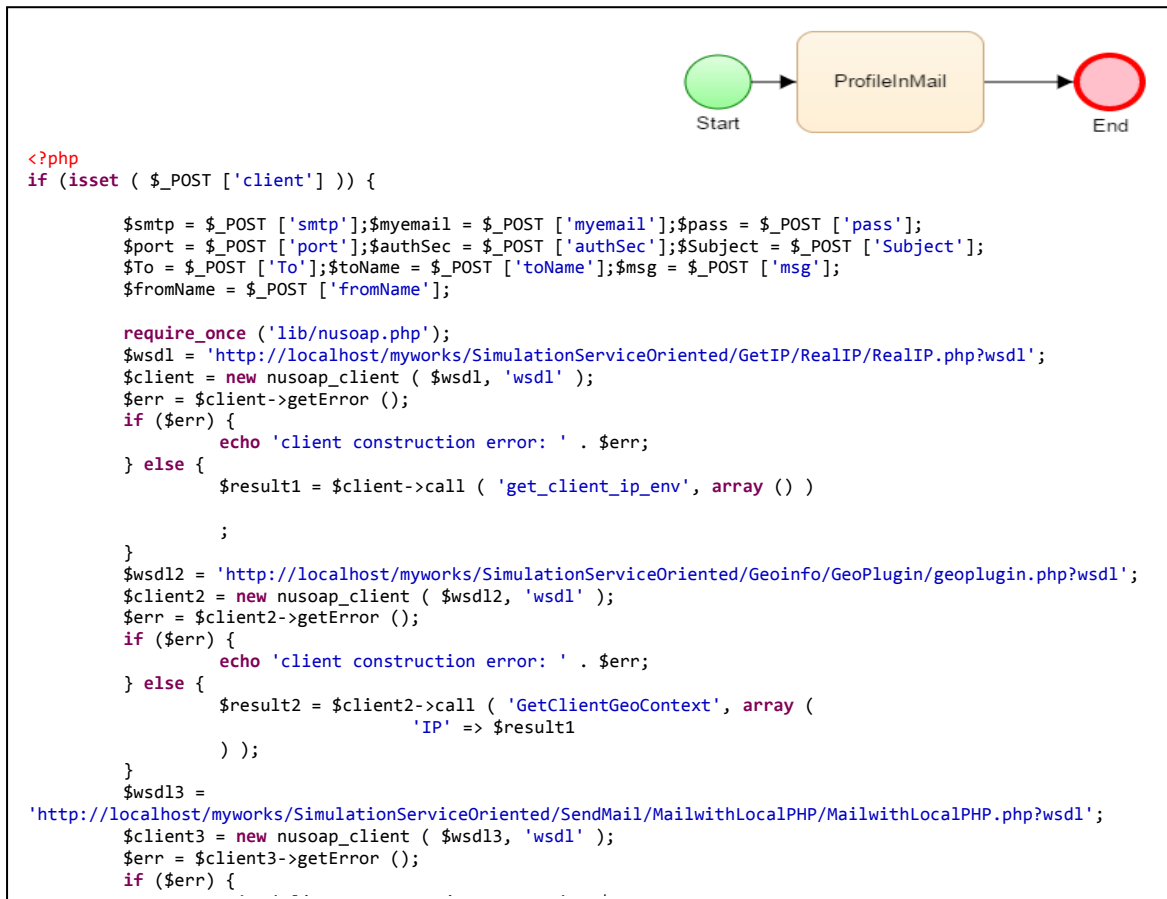 ProfileInMail
Start
End
<?php
if (isset ( $_POST ['client'] )) {
$smtp = $_POST ['smtp'];$myemail = $_POST ['myemail'];$pass = $_POST ['pass'];
$port = $_POST ['port'];$authSec = $_POST ['authSec'];$Subject = $_POST ['Subject'];
$To = $_POST ['To'];$toName = $_POST ['toName'];$msg = $_POST ['msg'];
$fromName = $_POST ['fromName'];
require_once ('lib/nusoap.php');
$wsdl = 'http://localhost/myworks/SimulationServiceOriented/GetIP/RealIP/RealIP.php?wsdl';
$client = new nusoap_client ( $wsdl, 'wsdl' );
$err = $client->getError ();
if ($err) {
echo 'client construction error: ' . $err;
} else {
$result1 = $client->call ( 'get_client_ip_env', array () )
;
}
$wsdl2 = 'http://localhost/myworks/SimulationServiceOriented/Geoinfo/GeoPlugin/geoplugin.php?wsdl';
$client2 = new nusoap_client ( $wsdl2, 'wsdl' );
$err = $client2->getError ();
if ($err) {
echo 'client construction error: ' . $err;
} else {
$result2 = $client2->call ( 'GetClientGeoContext', array (
'IP' => $result1
) );
}
$wsdl3 =
'http://localhost/myworks/SimulationServiceOriented/SendMail/MailwithLocalPHP/MailwithLocalPHP.php?wsdl';
$client3 = new nusoap_client ( $wsdl3, 'wsdl' );
$err = $client3->getError ();
if ($err) {